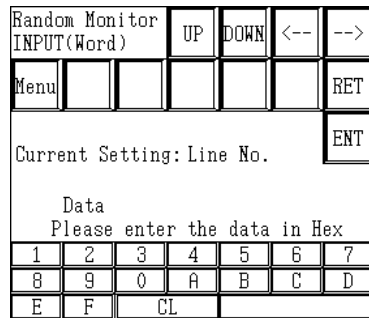 Random Monitor
INPUT(Word)
UP DOWN <-- -->
Menu RET
ENT
Current Setting:Line No.
Data
Please enter the data in Hex
1 2 3 4 5 6 7
8 9 0 A B C D
E F CL